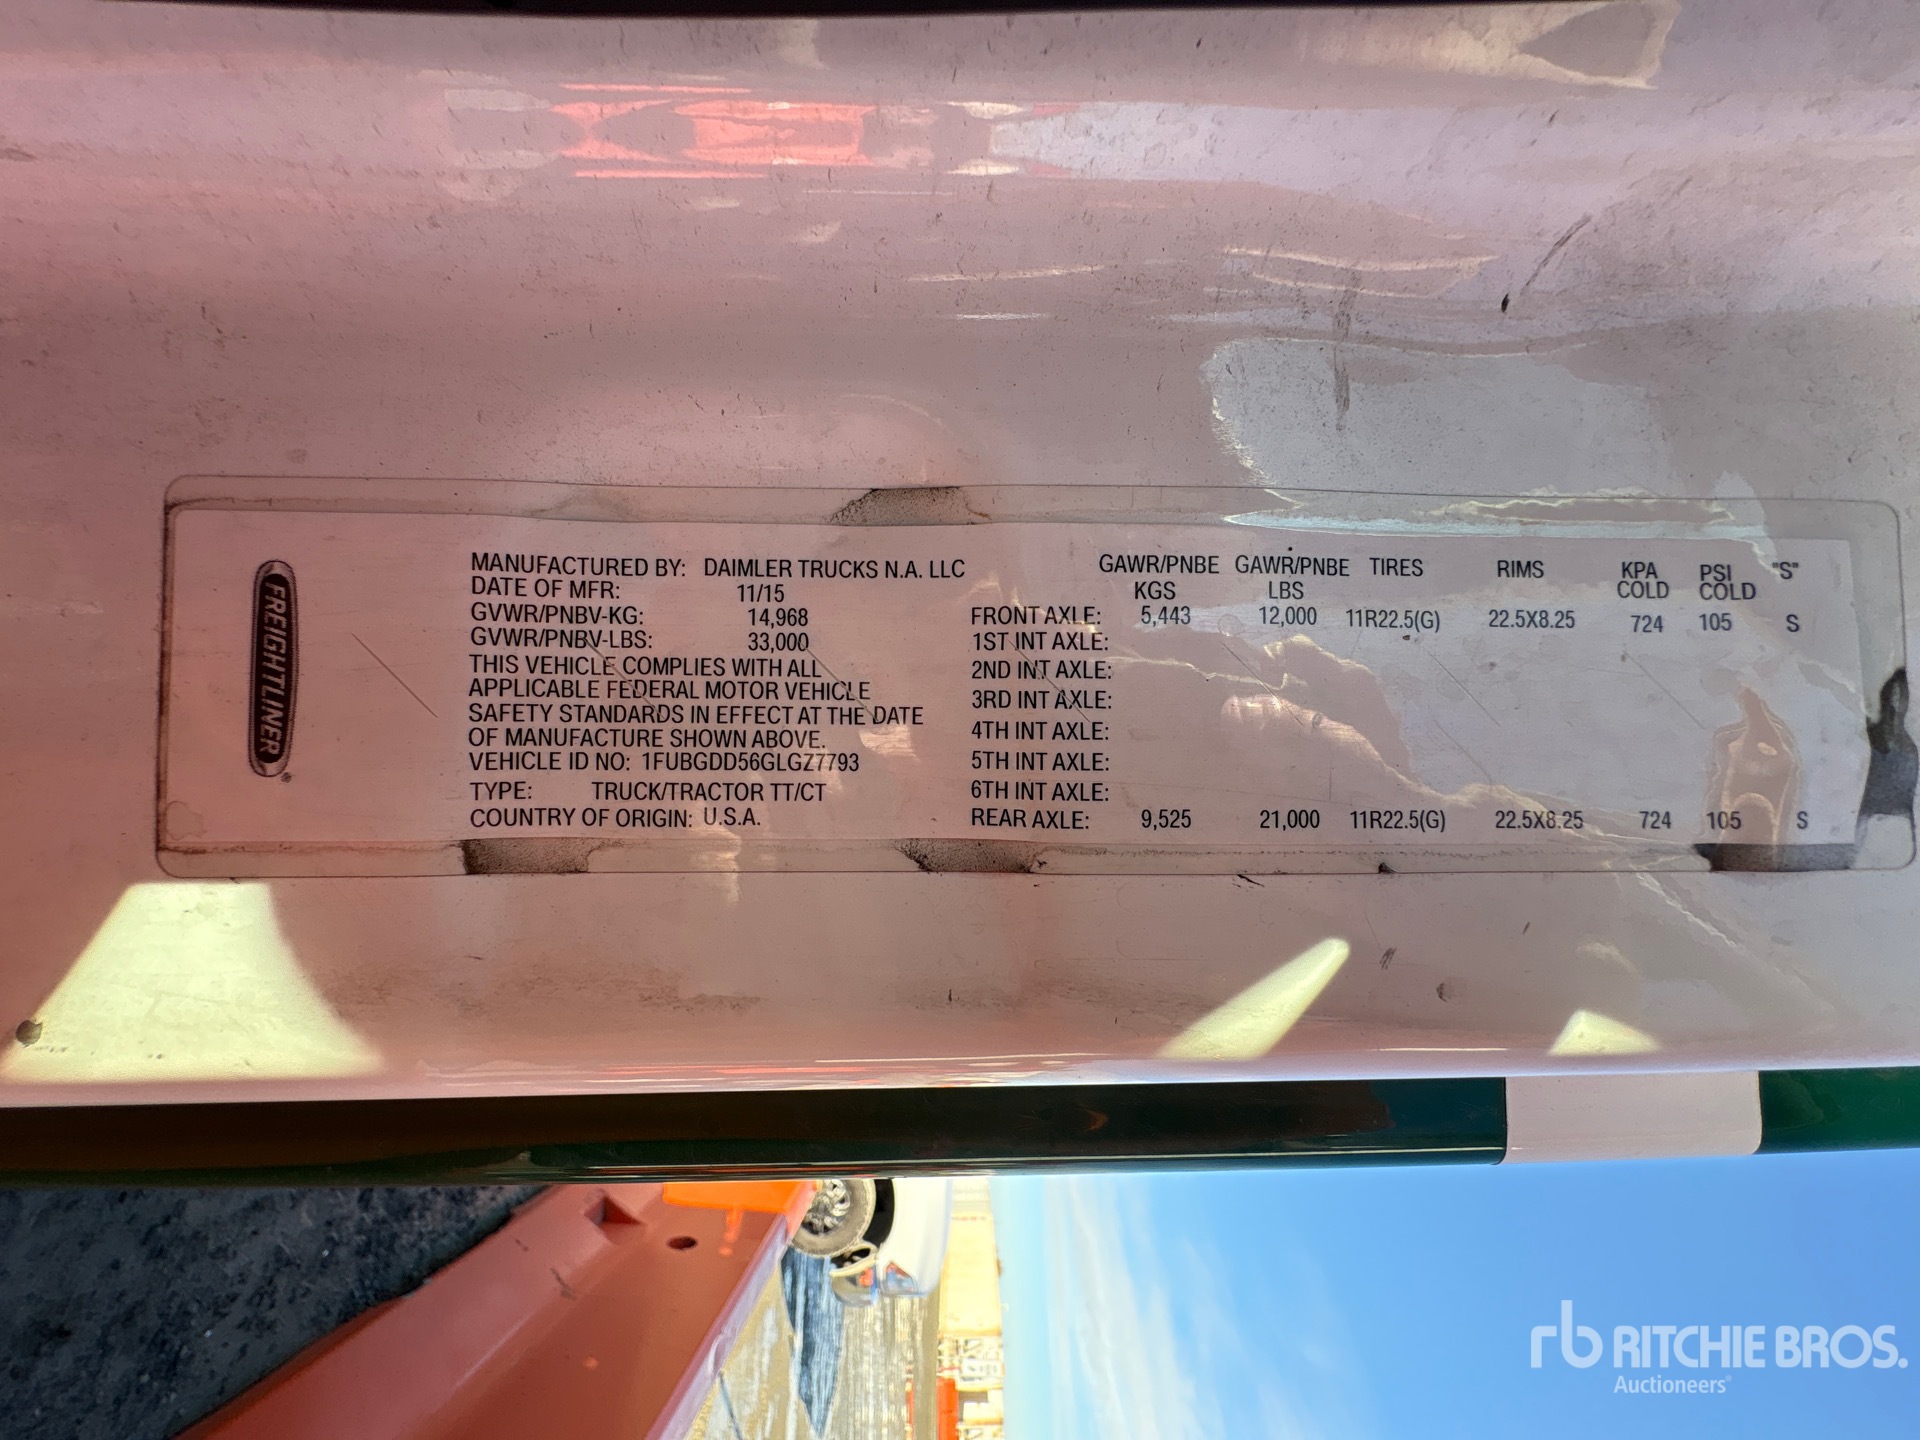 FREIGHTLINER®
MANUFACTURED BY: DAIMLER TRUCKS N.A. LLC
DATE OF MFR: 11/15
GVWR/PNBV-KG: 14,968
GVWR/PNBV-LBS: 33,000
THIS VEHICLE COMPLIES WITH ALL
APPLICABLE FEDERAL MOTOR VEHICLE
SAFETY STANDARDS IN EFFECT AT THE DATE
OF MANUFACTURE SHOWN ABOVE.
VEHICLE ID NO: 1FUBGDD56GLGZ7793
TYPE: TRUCK/TRACTOR TT/CT
COUNTRY OF ORIGIN: U.S.A.
GAWR/PNBE GAWR/PNBE TIRES RIMS KPA PSI "S"
KGS LBS COLD COLD
FRONT AXLE: 5,443 12,000 11R22.5(G) 22.5X8.25 724 105 S
1ST INT AXLE:
2ND INT AXLE:
3RD INT AXLE:
4TH INT AXLE:
5TH INT AXLE:
6TH INT AXLE:
REAR AXLE: 9,525 21,000 11R22.5(G) 22.5X8.25 724 105 S
rb RITCHIE BROS.
Auctioneers®